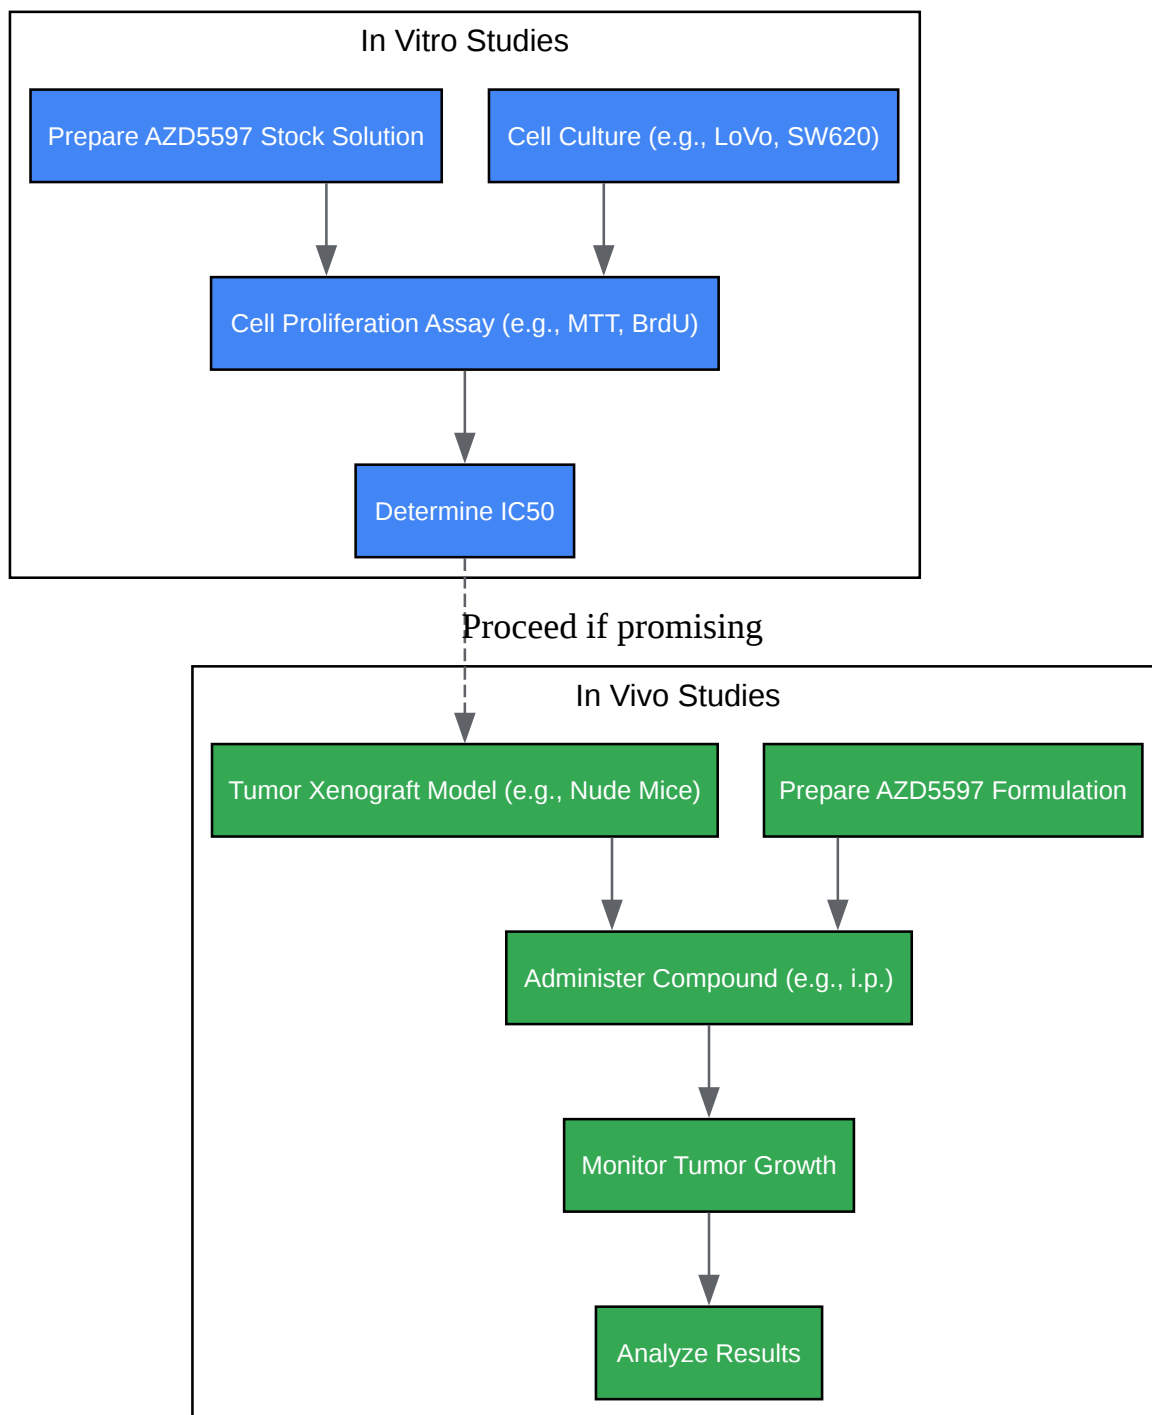 In Vitro Studies
Prepare AZD5597 Stock Solution
Cell Culture (e.g., LoVo, SW620)
Cell Proliferation Assay (e.g., MTT, BrdU)
Determine IC50
Proceed if promising
In Vivo Studies
Tumor Xenograft Model (e.g., Nude Mice)
Prepare AZD5597 Formulation
Administer Compound (e.g., i.p.)
Monitor Tumor Growth
Analyze Results